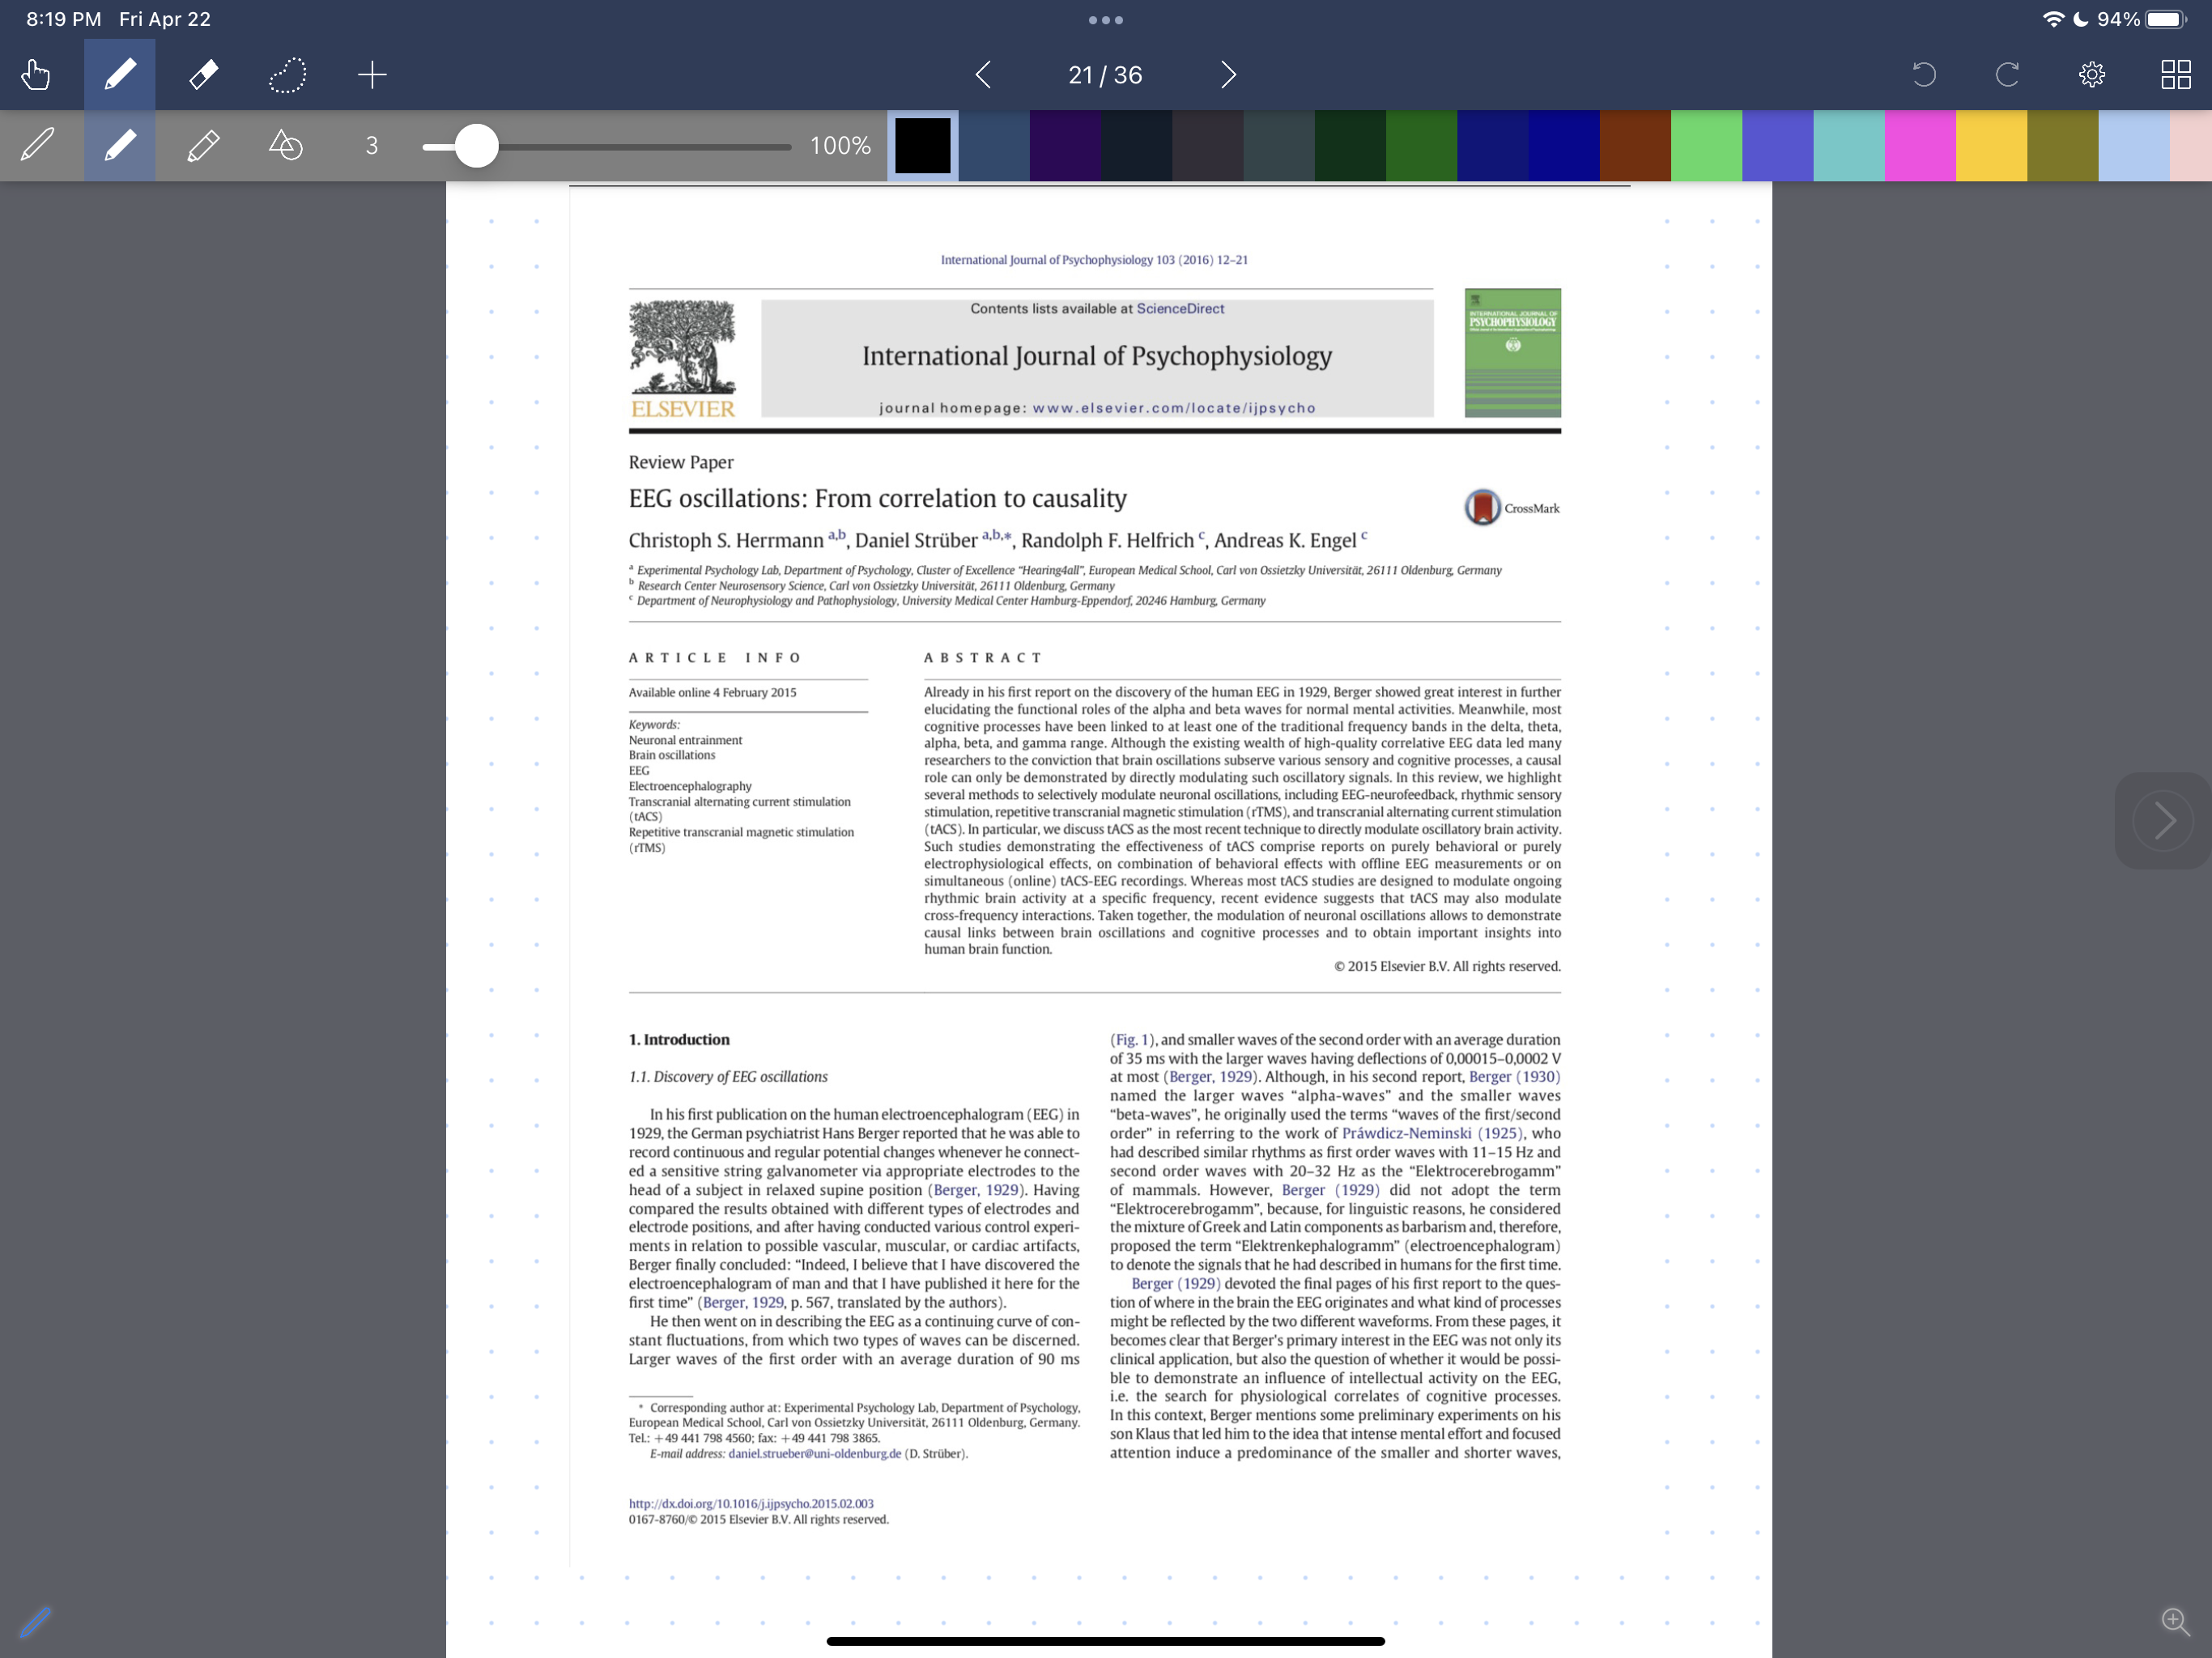 8:19 PM Fri Apr 22
94%
21 / 36
3
100%
International Journal of Psychophysiology 103 (2016) 12–21
Contents lists available at ScienceDirect
International Journal of Psychophysiology
journal homepage: www.elsevier.com/locate/ijpsycho
ELSEVIER
INTERNATIONAL JOURNAL OF
PSYCHOPHYSIOLOGY
Review Paper
EEG oscillations: From correlation to causality
CrossMark
Christoph S. Herrmann a,b, Daniel Strüber a,b,*, Randolph F. Helfrich c, Andreas K. Engel c
a Experimental Psychology Lab, Department of Psychology, Cluster of Excellence “Hearing4all”, European Medical School, Carl von Ossietzky Universität, 26111 Oldenburg, Germany
b Research Center Neurosensory Science, Carl von Ossietzky Universität, 26111 Oldenburg, Germany
c Department of Neurophysiology and Pathophysiology, University Medical Center Hamburg-Eppendorf, 20246 Hamburg, Germany
ARTICLE INFO
Available online 4 February 2015
Keywords:
Neuronal entrainment
Brain oscillations
EEG
Electroencephalography
Transcranial alternating current stimulation
(tACS)
Repetitive transcranial magnetic stimulation
(rTMS)
ABSTRACT
Already in his first report on the discovery of the human EEG in 1929, Berger showed great interest in further
elucidating the functional roles of the alpha and beta waves for normal mental activities. Meanwhile, most
cognitive processes have been linked to at least one of the traditional frequency bands in the delta, theta,
alpha, beta, and gamma range. Although the existing wealth of high-quality correlative EEG data led many
researchers to the conviction that brain oscillations subserve various sensory and cognitive processes, a causal
role can only be demonstrated by directly modulating such oscillatory signals. In this review, we highlight
several methods to selectively modulate neuronal oscillations, including EEG-neurofeedback, rhythmic sensory
stimulation, repetitive transcranial magnetic stimulation (rTMS), and transcranial alternating current stimulation
(tACS). In particular, we discuss tACS as the most recent technique to directly modulate oscillatory brain activity.
Such studies demonstrating the effectiveness of tACS comprise reports on purely behavioral or purely
electrophysiological effects, on combination of behavioral effects with offline EEG measurements or on
simultaneous (online) tACS-EEG recordings. Whereas most tACS studies are designed to modulate ongoing
rhythmic brain activity at a specific frequency, recent evidence suggests that tACS may also modulate
cross-frequency interactions. Taken together, the modulation of neuronal oscillations allows to demonstrate
causal links between brain oscillations and cognitive processes and to obtain important insights into
human brain function.
© 2015 Elsevier B.V. All rights reserved.
1. Introduction
1.1. Discovery of EEG oscillations
In his first publication on the human electroencephalogram (EEG) in
1929, the German psychiatrist Hans Berger reported that he was able to
record continuous and regular potential changes whenever he connect-
ed a sensitive string galvanometer via appropriate electrodes to the
head of a subject in relaxed supine position (Berger, 1929). Having
compared the results obtained with different types of electrodes and
electrode positions, and after having conducted various control experi-
ments in relation to possible vascular, muscular, or cardiac artifacts,
Berger finally concluded: “Indeed, I believe that I have discovered the
electroencephalogram of man and that I have published it here for the
first time” (Berger, 1929, p. 567, translated by the authors).
He then went on in describing the EEG as a continuing curve of con-
stant fluctuations, from which two types of waves can be discerned.
Larger waves of the first order with an average duration of 90 ms
* Corresponding author at: Experimental Psychology Lab, Department of Psychology,
European Medical School, Carl von Ossietzky Universität, 26111 Oldenburg, Germany.
Tel.: +49 441 798 4560; fax: +49 441 798 3865.
E-mail address: daniel.strueber@uni-oldenburg.de (D. Strüber).
(Fig. 1), and smaller waves of the second order with an average duration
of 35 ms with the larger waves having deflections of 0,00015–0,0002 V
at most (Berger, 1929). Although, in his second report, Berger (1930)
named the larger waves “alpha-waves” and the smaller waves
“beta-waves”, he originally used the terms “waves of the first/second
order” in referring to the work of Práwdicz-Neminski (1925), who
had described similar rhythms as first order waves with 11–15 Hz and
second order waves with 20–32 Hz as the “Elektrocerebrogamm”
of mammals. However, Berger (1929) did not adopt the term
“Elektrocerebrogamm”, because, for linguistic reasons, he considered
the mixture of Greek and Latin components as barbarism and, therefore,
proposed the term “Elektrenkephalogramm” (electroencephalogram)
to denote the signals that he had described in humans for the first time.
Berger (1929) devoted the final pages of his first report to the ques-
tion of where in the brain the EEG originates and what kind of processes
might be reflected by the two different waveforms. From these pages, it
becomes clear that Berger's primary interest in the EEG was not only its
clinical application, but also the question of whether it would be possi-
ble to demonstrate an influence of intellectual activity on the EEG,
i.e. the search for physiological correlates of cognitive processes.
In this context, Berger mentions some preliminary experiments on his
son Klaus that led him to the idea that intense mental effort and focused
attention induce a predominance of the smaller and shorter waves,
http://dx.doi.org/10.1016/j.ijpsycho.2015.02.003
0167-8760/© 2015 Elsevier B.V. All rights reserved.